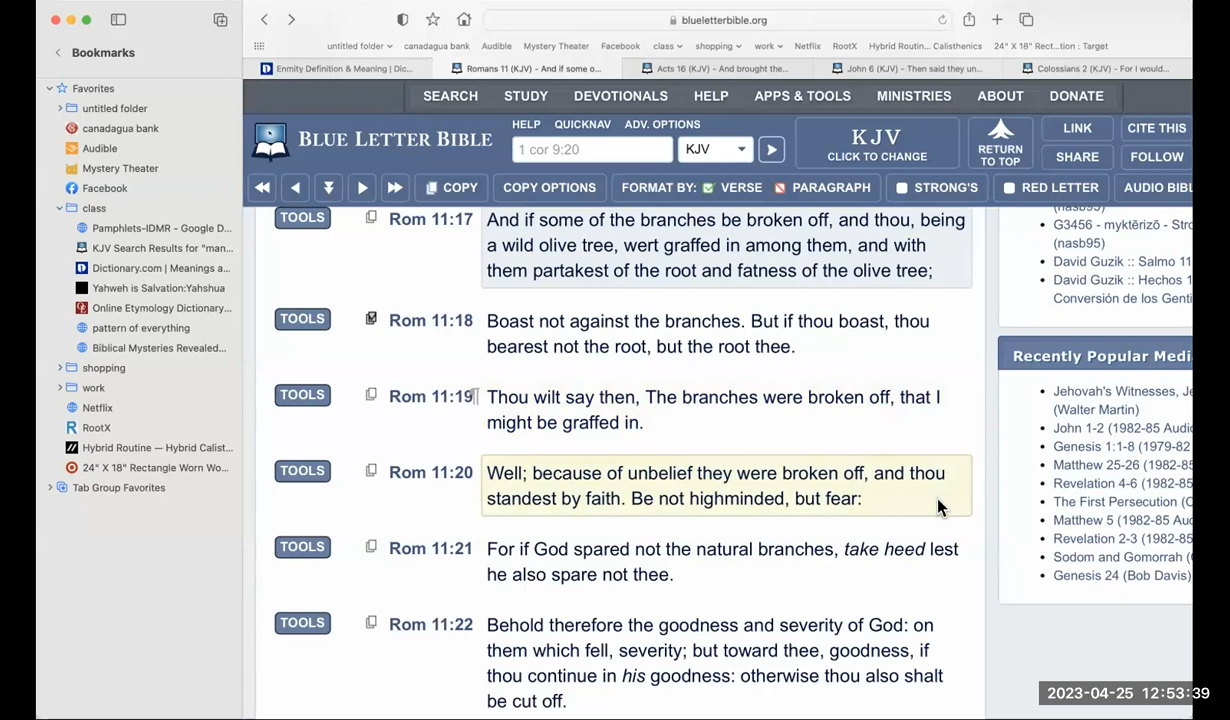 Bookmarks
Favorites
untitled folder
canadagua bank
Audible
Mystery Theater
Facebook
class
Pamphlets-IDMR - Google D...
KJV Search Results for "man...
Dictionary.com | Meanings a...
Yahweh is Salvation:Yahshua
Online Etymology Dictionary...
pattern of everything
Biblical Mysteries Revealed...
shopping
work
Netflix
RootX
Hybrid Routine — Hybrid Calist...
24" X 18" Rectangle Worn Wo...
Tab Group Favorites
blueletterbible.org
untitled folder canadagua bank Audible Mystery Theater Facebook class shopping work Netflix RootX Hybrid Routin... Calisthenics 24" X 18" Rect...tion : Target
Enmity Definition & Meaning | Dic... Romans 11 (KJV) - And if some o... Acts 16 (KJV) - And brought the... John 6 (KJV) - Then said they un... Colossians 2 (KJV) - For I would...
SEARCH STUDY DEVOTIONALS HELP APPS & TOOLS MINISTRIES ABOUT DONATE
BLUE LETTER BIBLE
HELP QUICKNAV ADV. OPTIONS
1 cor 9:20 KJV
KJV
CLICK TO CHANGE
RETURN
TO TOP
LINK CITE THIS
SHARE FOLLOW
COPY COPY OPTIONS FORMAT BY: VERSE PARAGRAPH STRONG'S RED LETTER AUDIO BIBL
TOOLS Rom 11:17 And if some of the branches be broken off, and thou, being
a wild olive tree, wert graffed in among them, and with
them partakest of the root and fatness of the olive tree;
TOOLS Rom 11:18 Boast not against the branches. But if thou boast, thou
bearest not the root, but the root thee.
TOOLS Rom 11:19¶ Thou wilt say then, The branches were broken off, that I
might be graffed in.
TOOLS Rom 11:20 Well; because of unbelief they were broken off, and thou
standest by faith. Be not highminded, but fear:
TOOLS Rom 11:21 For if God spared not the natural branches, take heed lest
he also spare not thee.
TOOLS Rom 11:22 Behold therefore the goodness and severity of God: on
them which fell, severity; but toward thee, goodness, if
thou continue in his goodness: otherwise thou also shalt
be cut off.
(nasb95)
G3456 - myktērizō - Stro
(nasb95)
David Guzik :: Salmo 11
David Guzik :: Hechos 1
Conversión de los Genti
Recently Popular Medi
Jehovah's Witnesses, Je
(Walter Martin)
John 1-2 (1982-85 Audio
Genesis 1:1-8 (1979-82
Matthew 25-26 (1982-85
Revelation 4-6 (1982-85
The First Persecution (C
Matthew 5 (1982-85 Aud
Revelation 2-3 (1982-85
Sodom and Gomorrah (
Genesis 24 (Bob Davis)
2023-04-25 12:53:39